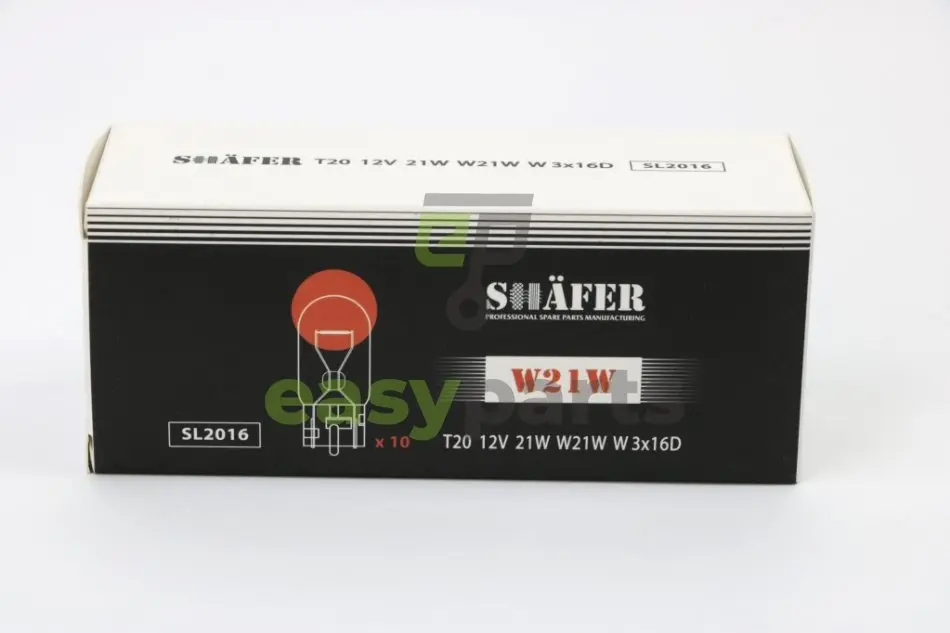 SHÄFER T20 12V 21W W21W W 3x16D SL2016
ep
SHÄFER
PROFESSIONAL SPARE PARTS MANUFACTURING
W21W
easyparts
SL2016
x 10
T20 12V 21W W21W W 3x16D